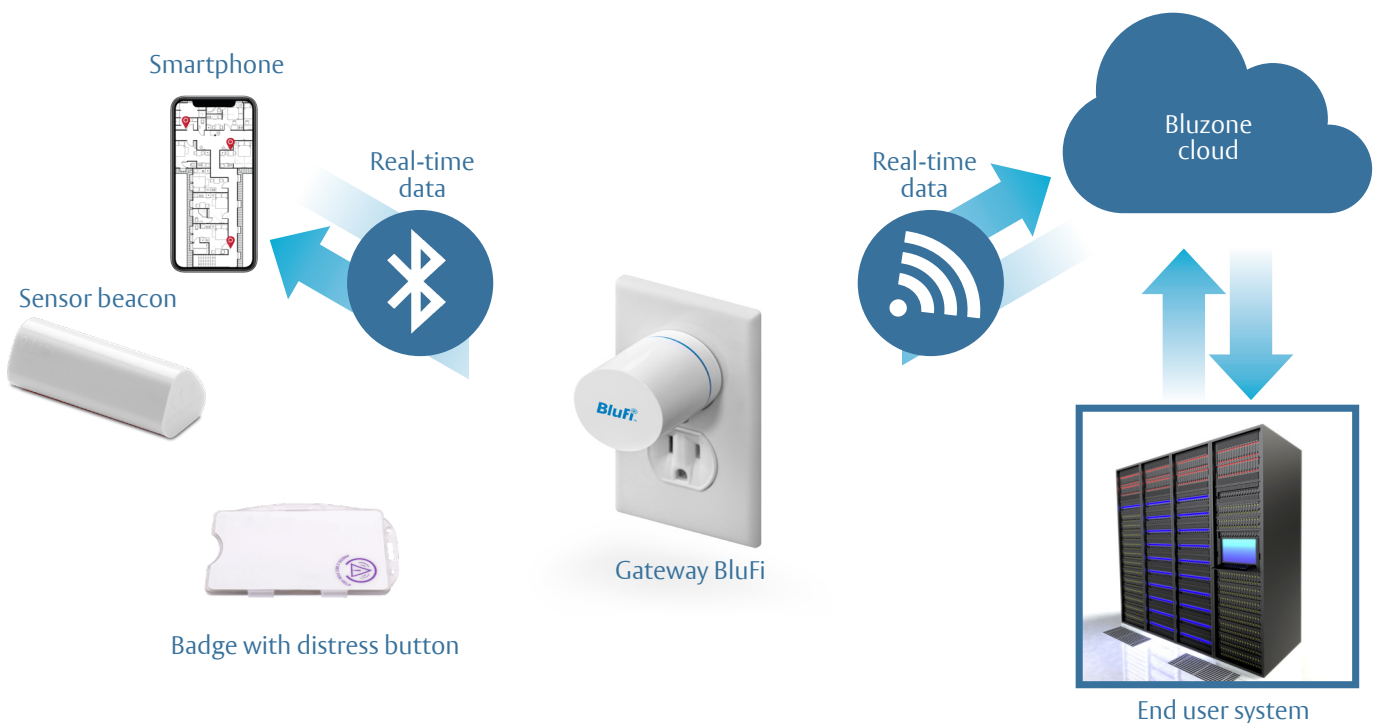 Smartphone
Real-time
data
Real-time
data
Bluzone
cloud
Sensor beacon
BluFi™
Gateway BluFi
Badge with distress button
End user system